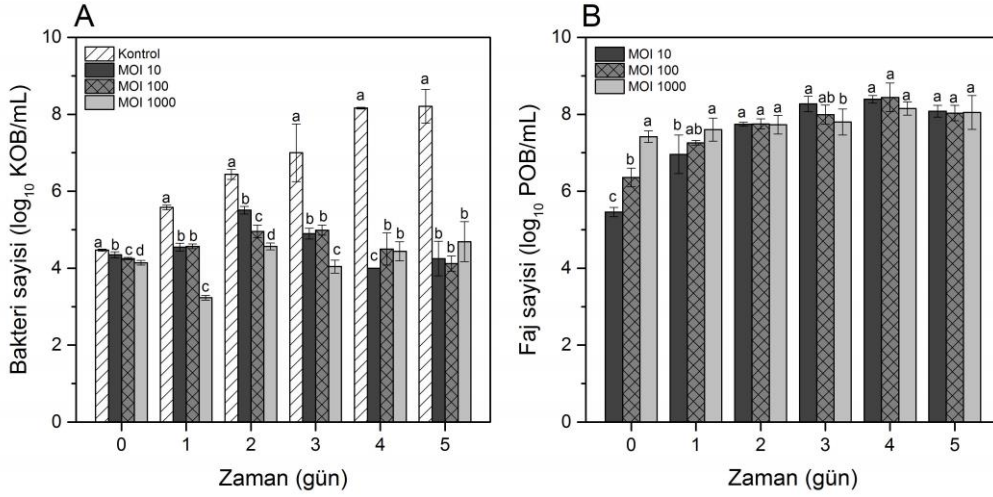 A
Bakteri sayisi (log10 KOB/mL)
10
8
6
4
2
0
Kontrol
MOI 10
MOI 100
MOI 1000
a b c d
a b b c
a b c d
a b b c
a c b b
a b b b
0 1 2 3 4 5
Zaman (gün)
B
Faj sayisi (log10 POB/mL)
10
8
6
4
2
0
MOI 10
MOI 100
MOI 1000
c b a
b ab a
a a a
a ab b
a a a
a a a
0 1 2 3 4 5
Zaman (gün)